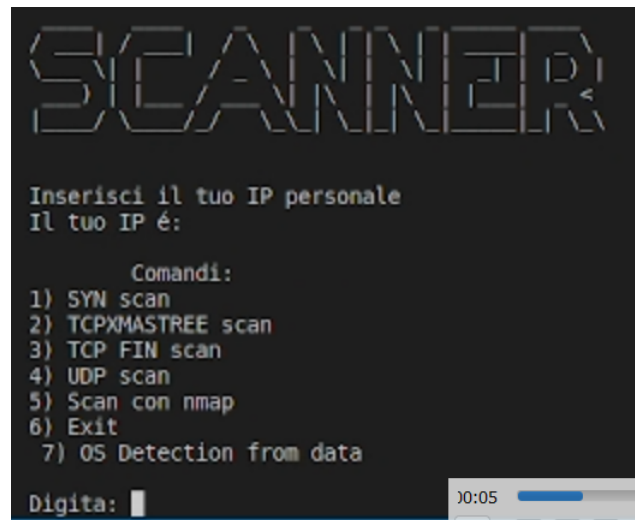 SCANNER
Inserisci il tuo IP personale
Il tuo IP é:
Comandi:
1) SYN scan
2) TCPXMASTREE scan
3) TCP FIN scan
4) UDP scan
5) Scan con nmap
6) Exit
7) OS Detection from data
Digita:
00:05